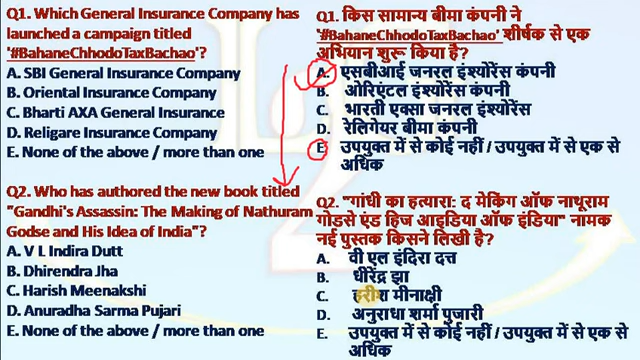 Q1. Which General Insurance Company has
launched a campaign titled
'#BahaneChhodoTaxBachao'?
A. SBI General Insurance Company
B. Oriental Insurance Company
C. Bharti AXA General Insurance
D. Religare Insurance Company
E. None of the above / more than one
Q2. Who has authored the new book titled
"Gandhi's Assassin: The Making of Nathuram
Godse and His Idea of India"?
A. V L Indira Dutt
B. Dhirendra Jha
C. Harish Meenakshi
D. Anuradha Sarma Pujari
E. None of the above / more than one
Q1. किस सामान्य बीमा कंपनी ने
'#BahaneChhodoTaxBachao' शीर्षक से एक
अभियान शुरू किया है?
A. एसबीआई जनरल इंश्योरेंस कंपनी
B. ओरिएंटल इंश्योरेंस कंपनी
C. भारती एक्सा जनरल इंश्योरेंस
D. रेलिगेयर बीमा कंपनी
E. उपयुक्त में से कोई नहीं / उपयुक्त में से एक से
अधिक
Q2. "गांधी का हत्यारा: द मेकिंग ऑफ नाथूराम
गोडसे एंड हिज आइडिया ऑफ इंडिया" नामक
नई पुस्तक किसने लिखी है?
A. वी एल इंदिरा दत्त
B. धीरेंद्र झा
C. हरीश मीनाक्षी
D. अनुराधा शर्मा पुजारी
E. उपयुक्त में से कोई नहीं / उपयुक्त में से एक से
अधिक